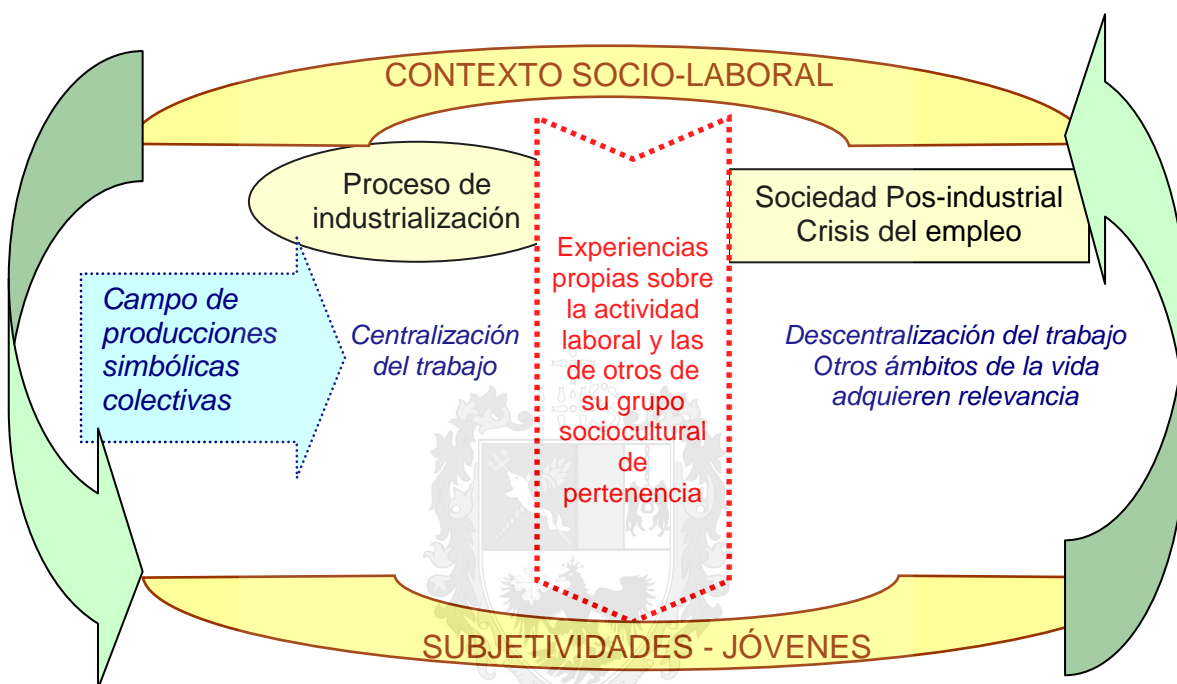 CONTEXTO SOCIO-LABORAL
Proceso de
industrialización
Sociedad Pos-industrial
Crisis del empleo
Campo de
producciones
simbólicas
colectivas
Centralización
del trabajo
Experiencias
propias sobre
la actividad
laboral y las
de otros de
su grupo
sociocultural
de
pertenencia
Descentralización del trabajo
Otros ámbitos de la vida
adquieren relevancia
SUBJETIVIDADES - JÓVENES